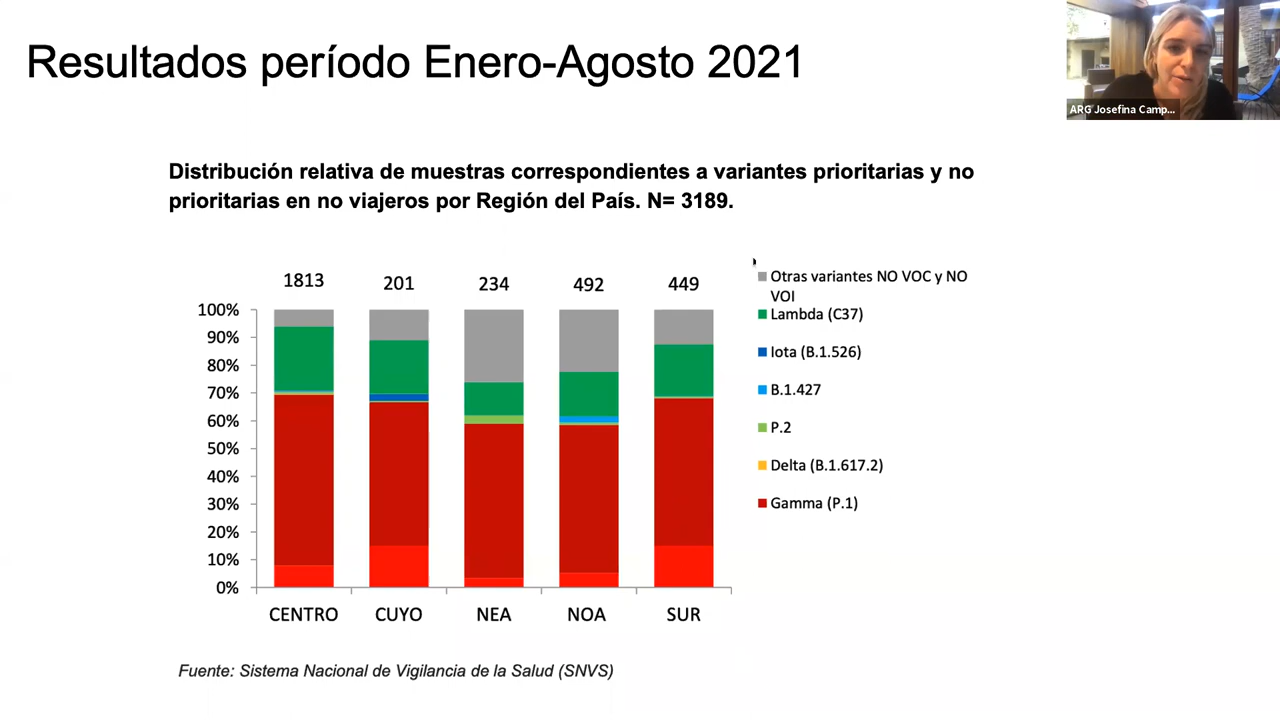 Resultados período Enero-Agosto 2021
ARG Josefina Camp...
Distribución relativa de muestras correspondientes a variantes prioritarias y no
prioritarias en no viajeros por Región del País. N= 3189.
1813
201
234
492
449
100%
90%
80%
70%
60%
50%
40%
30%
20%
10%
0%
CENTRO
CUYO
NEA
NOA
SUR
Otras variantes NO VOC y NO
VOI
Lambda (C37)
Iota (B.1.526)
B.1.427
P.2
Delta (B.1.617.2)
Gamma (P.1)
Fuente: Sistema Nacional de Vigilancia de la Salud (SNVS)